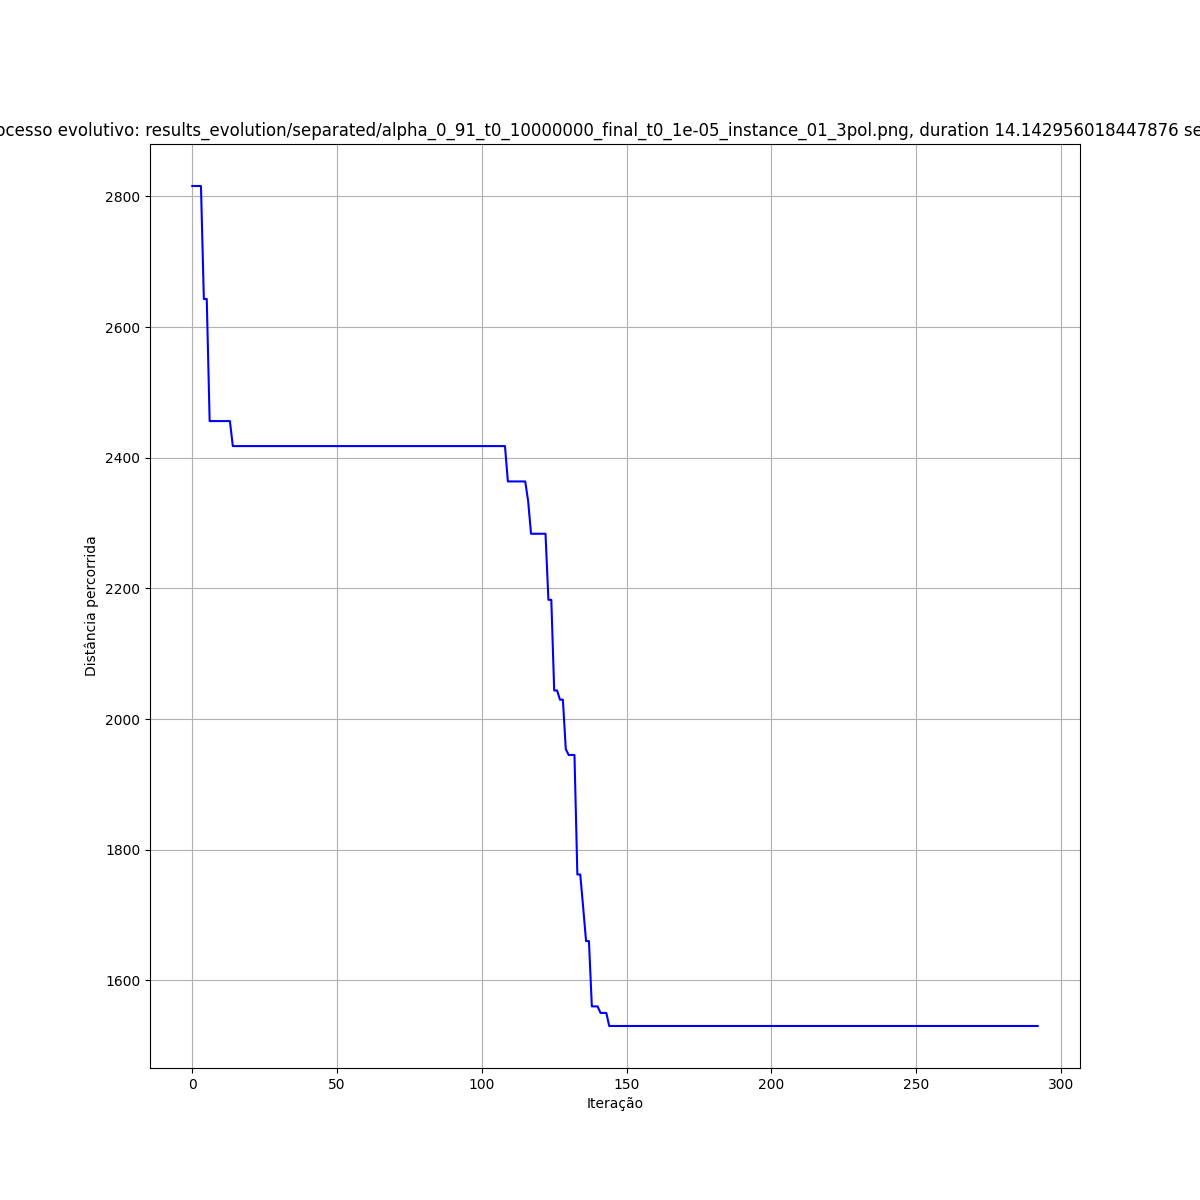 ocesso evolutivo: results_evolution/separated/alpha_0_91_t0_10000000_final_t0_1e-05_instance_01_3pol.png, duration 14.142956018447876 se
2800
2600
2400
2200
2000
1800
1600
Distância percorrida
0 50 100 150 200 250 300
Iteração